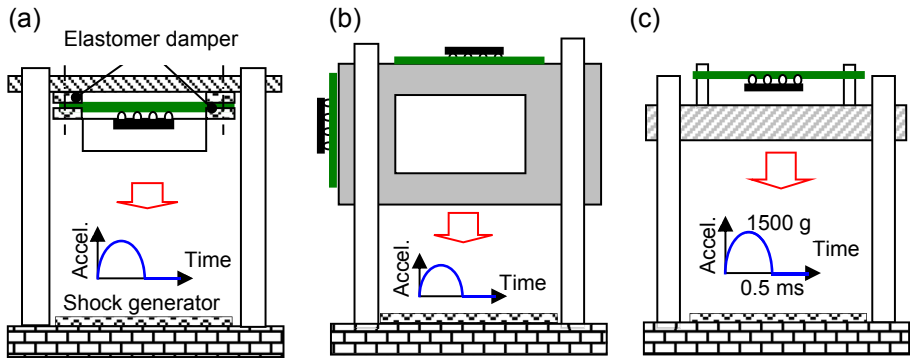 (a)
Elastomer damper
Accel.
Time
Shock generator
(b)
Accel.
Time
(c)
Accel.
1500 g
Time
0.5 ms